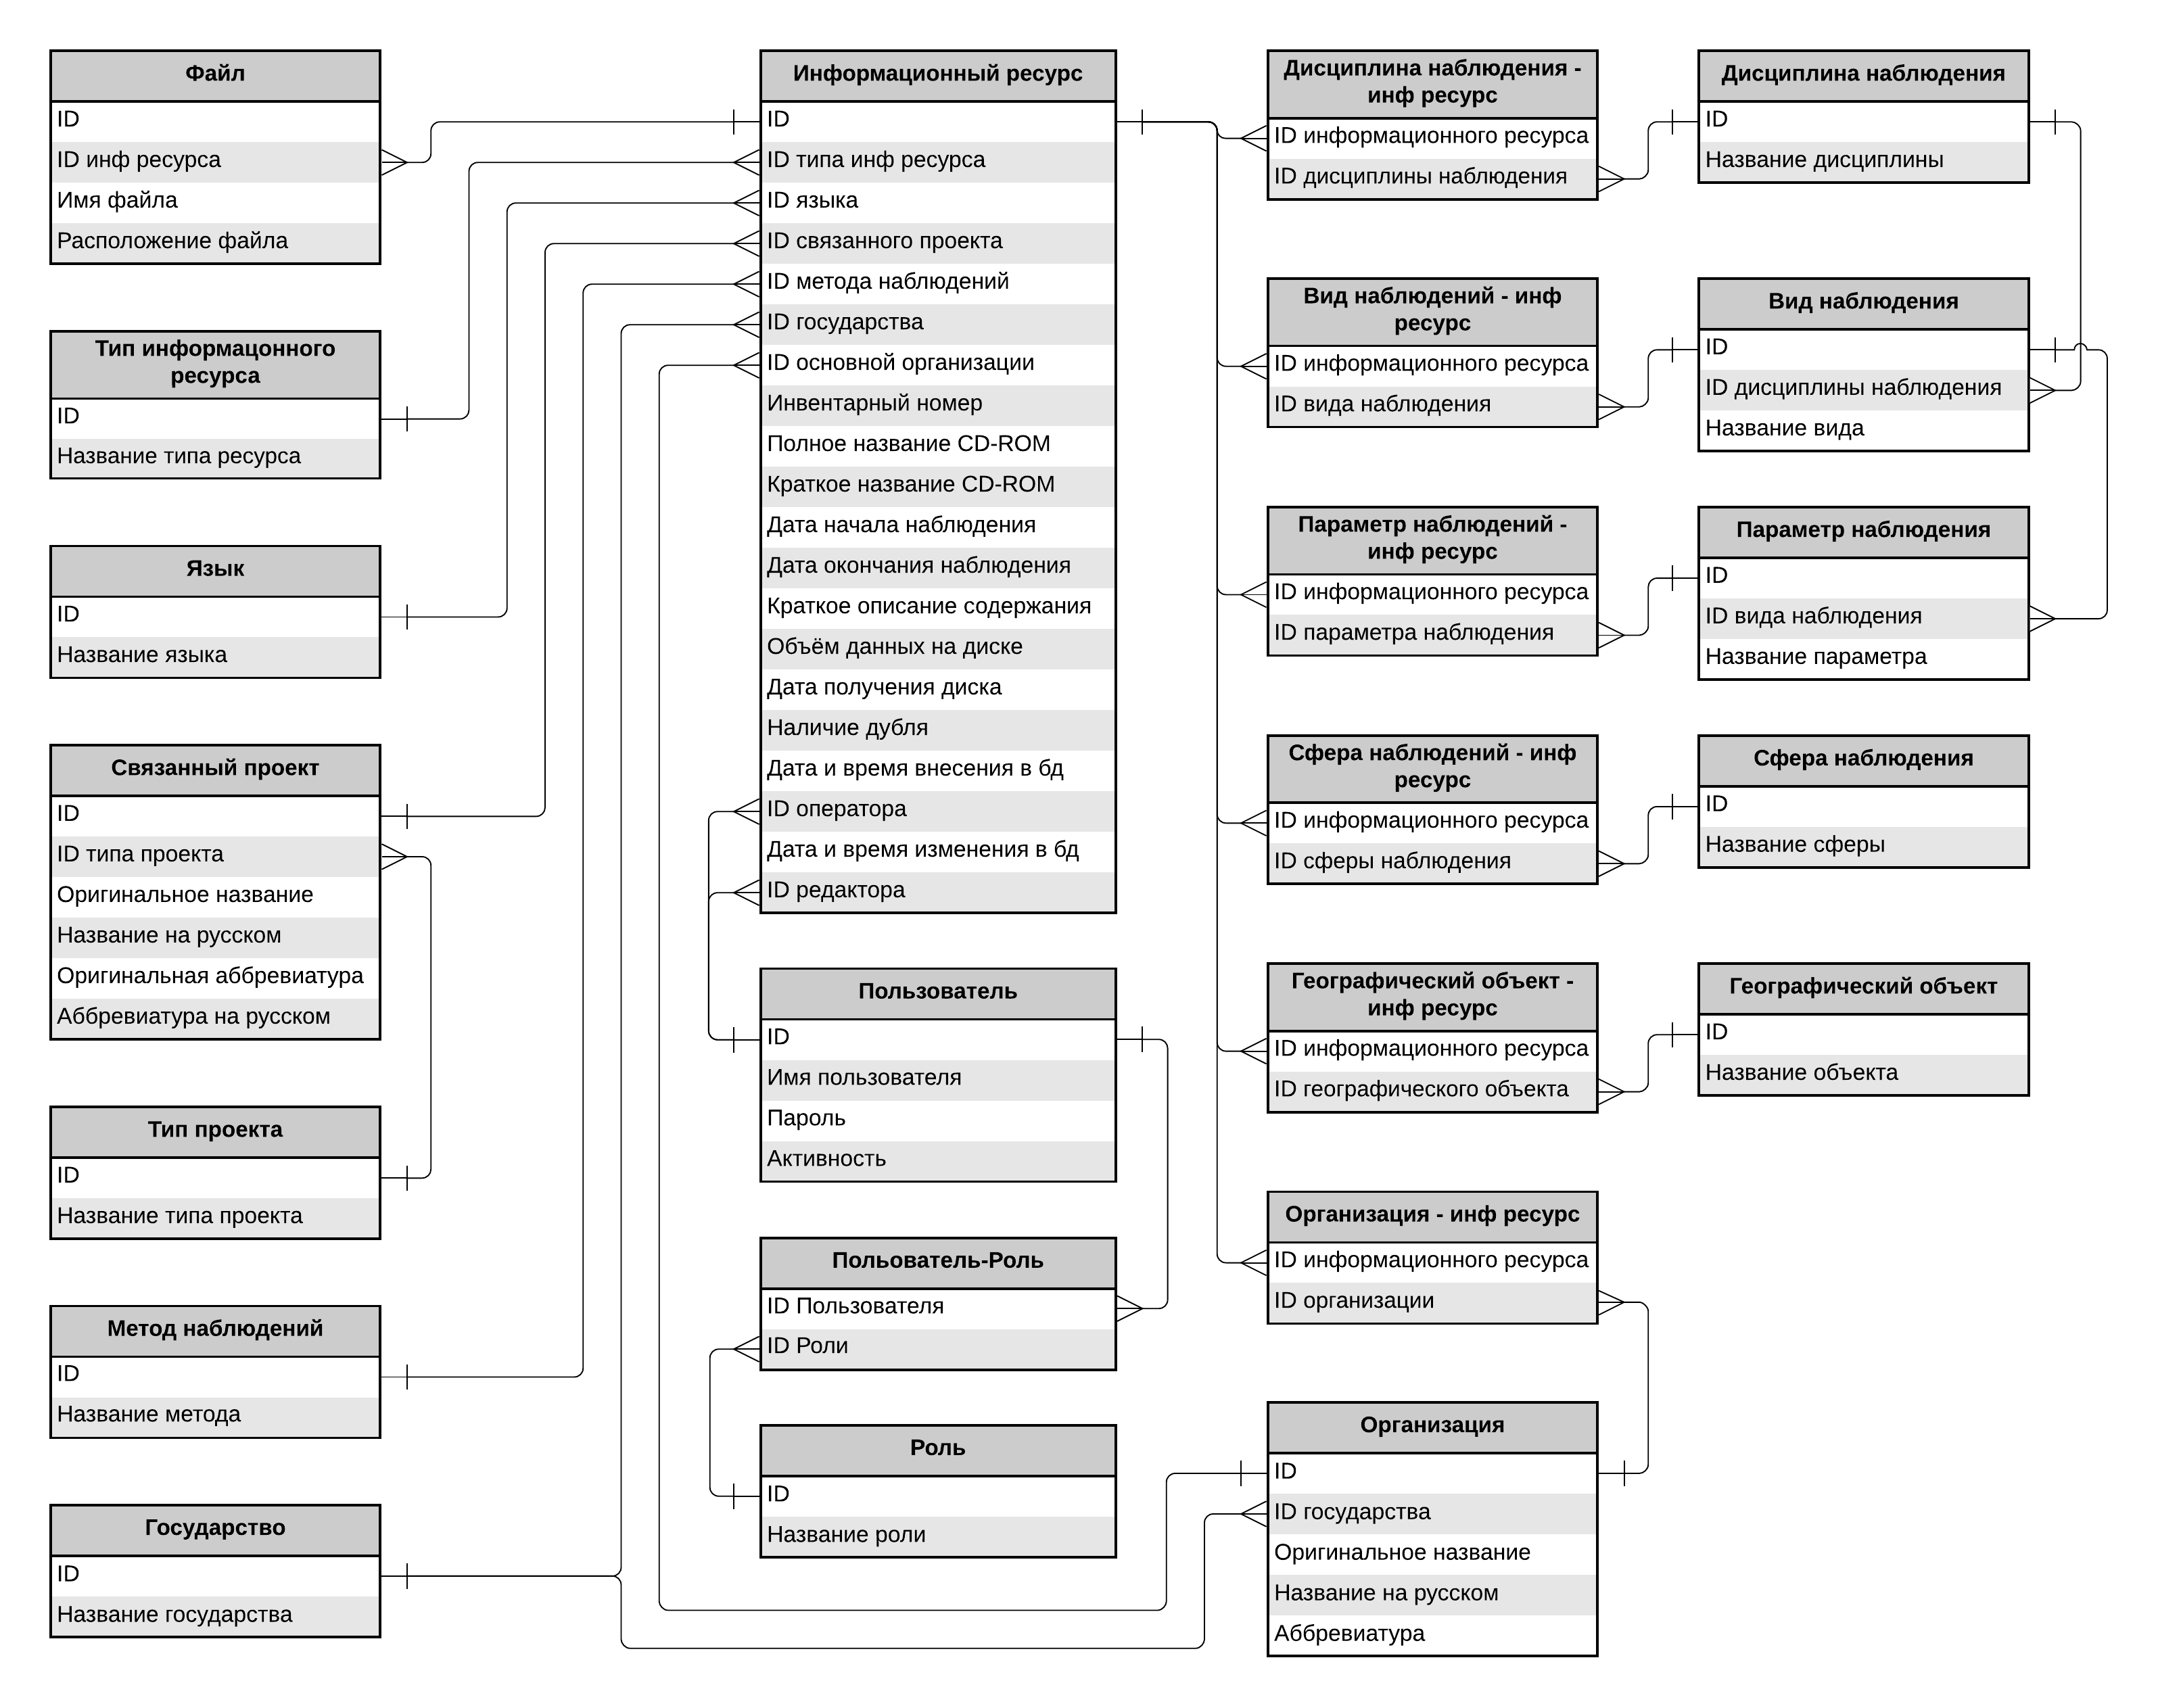 Файл
ID
ID инф ресурса
Имя файла
Расположение файла
Тип информацонного
ресурса
ID
Название типа ресурса
Язык
ID
Название языка
Связанный проект
ID
ID типа проекта
Оригинальное название
Название на русском
Оригинальная аббревиатура
Аббревиатура на русском
Тип проекта
ID
Название типа проекта
Метод наблюдений
ID
Название метода
Государство
ID
Название государства
Информационный ресурс
ID
ID типа инф ресурса
ID языка
ID связанного проекта
ID метода наблюдений
ID государства
ID основной организации
Инвентарный номер
Полное название CD-ROM
Краткое название CD-ROM
Дата начала наблюдения
Дата окончания наблюдения
Краткое описание содержания
Объём данных на диске
Дата получения диска
Наличие дубля
Дата и время внесения в бд
ID оператора
Дата и время изменения в бд
ID редактора
Пользователь
ID
Имя пользователя
Пароль
Активность
Польователь-Роль
ID Пользователя
ID Роли
Роль
ID
Название роли
Дисциплина наблюдения -
инф ресурс
ID информационного ресурса
ID дисциплины наблюдения
Вид наблюдений - инф
ресурс
ID информационного ресурса
ID вида наблюдения
Параметр наблюдений -
инф ресурс
ID информационного ресурса
ID параметра наблюдения
Сфера наблюдений - инф
ресурс
ID информационного ресурса
ID сферы наблюдения
Географический объект -
инф ресурс
ID информационного ресурса
ID географического объекта
Организация - инф ресурс
ID информационного ресурса
ID организации
Организация
ID
ID государства
Оригинальное название
Название на русском
Аббревиатура
Дисциплина наблюдения
ID
Название дисциплины
Вид наблюдения
ID
ID дисциплины наблюдения
Название вида
Параметр наблюдения
ID
ID вида наблюдения
Название параметра
Сфера наблюдения
ID
Название сферы
Географический объект
ID
Название объекта